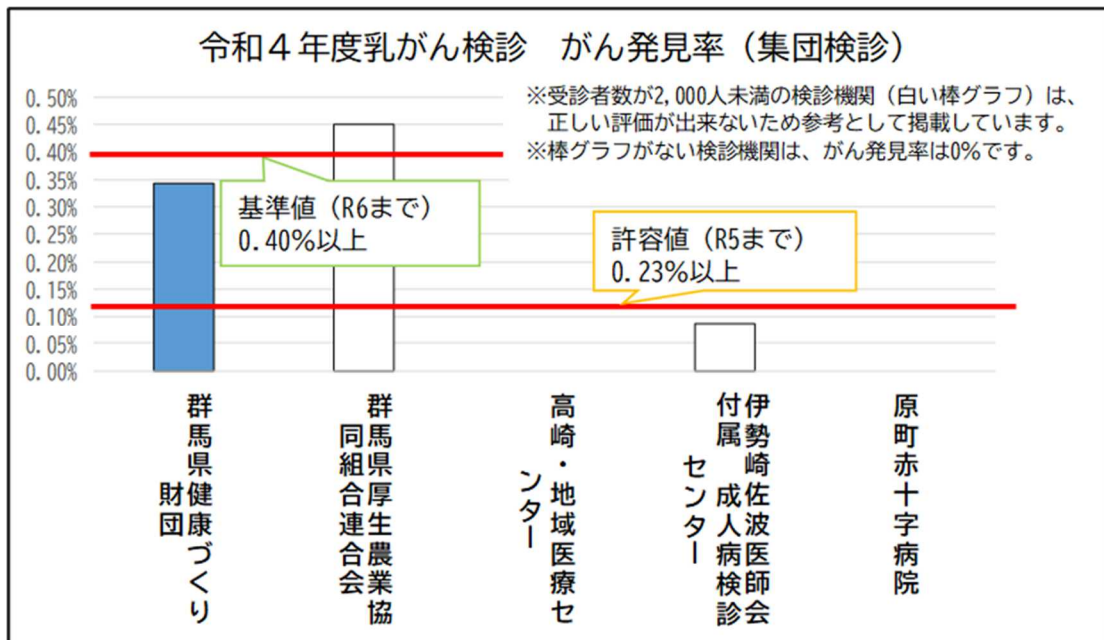 令和４年度乳がん検診　がん発見率（集団検診）
※受診者数が2,000人未満の検診機関（白い棒グラフ）は、
正しい評価が出来ないため参考として掲載しています。
※棒グラフがない検診機関は、がん発見率は0%です。
0.50%
0.45%
0.40%
0.35%
0.30%
0.25%
0.20%
0.15%
0.10%
0.05%
0.00%
基準値（R6まで）
0.40%以上
許容値（R5まで）
0.23%以上
群馬県健康づくり
財団
群馬県厚生農業協
同組合連合会
高崎・地域医療セ
ンター
伊勢崎佐波医師会
付属　成人病検診
センター
原町赤十字病院